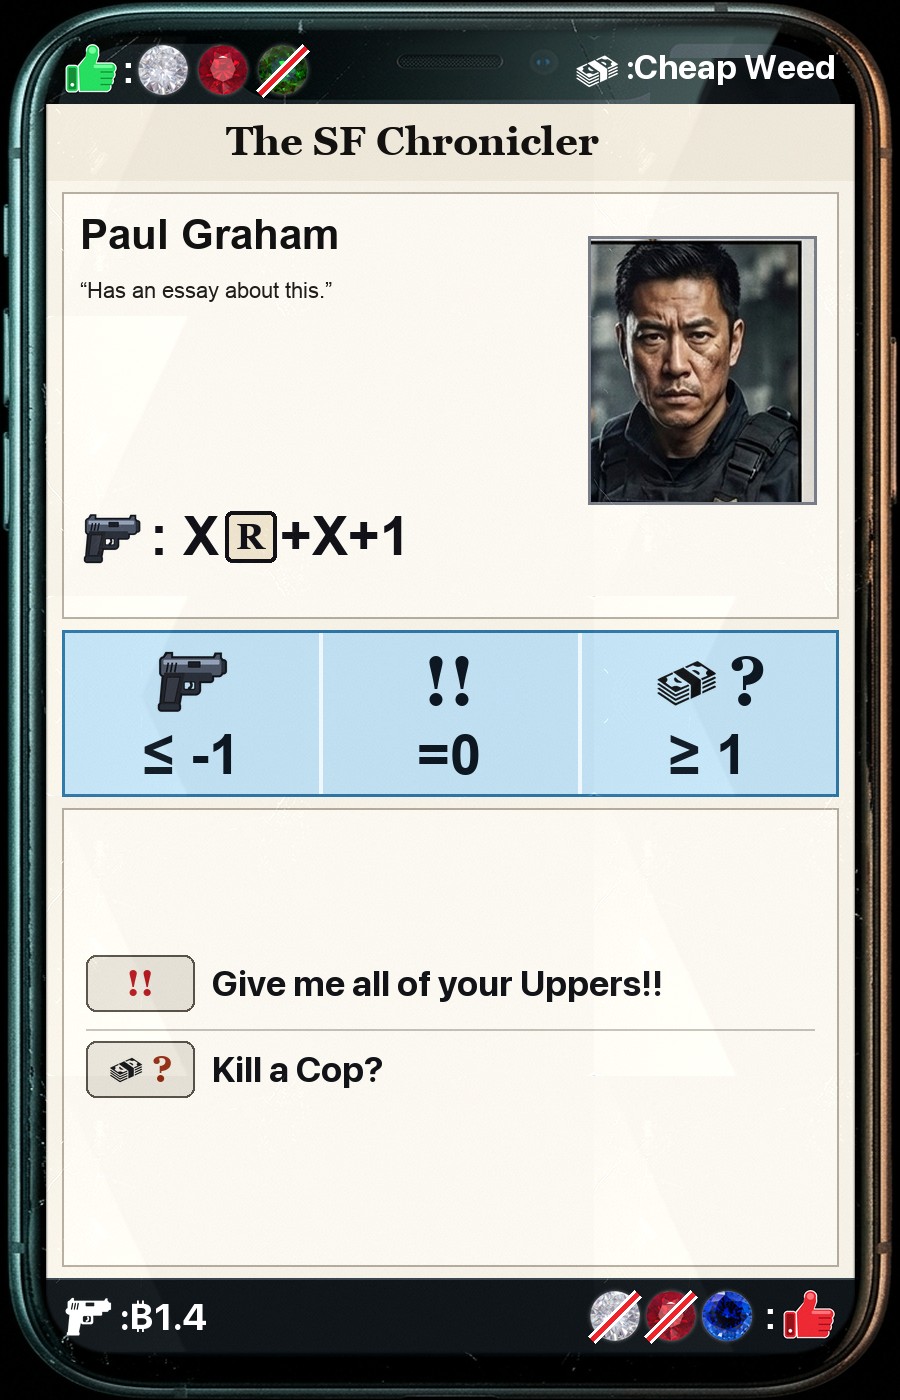 :Cheap Weed
The SF Chronicler
Paul Graham
“Has an essay about this.”
: X R +X+1
!! ?
≤ -1 =0 ≥ 1
!! Give me all of your Uppers!!
? Kill a Cop?
:₿1.4 :